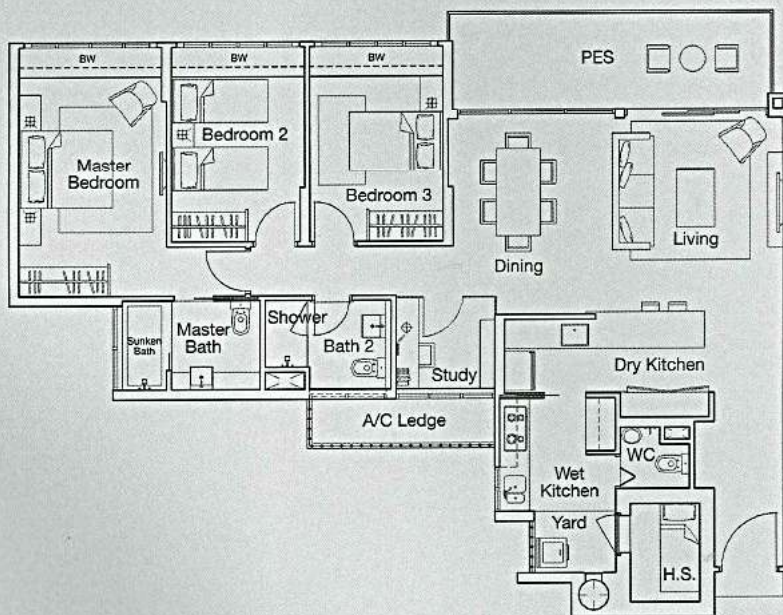 PES
BW
BW
BW
Master
Bedroom
Bedroom 2
Bedroom 3
Dining
Living
Sunken
Bath
Master
Bath
Shower
Bath 2
Study
Dry Kitchen
A/C Ledge
WC
Wet
Kitchen
Yard
H.S.